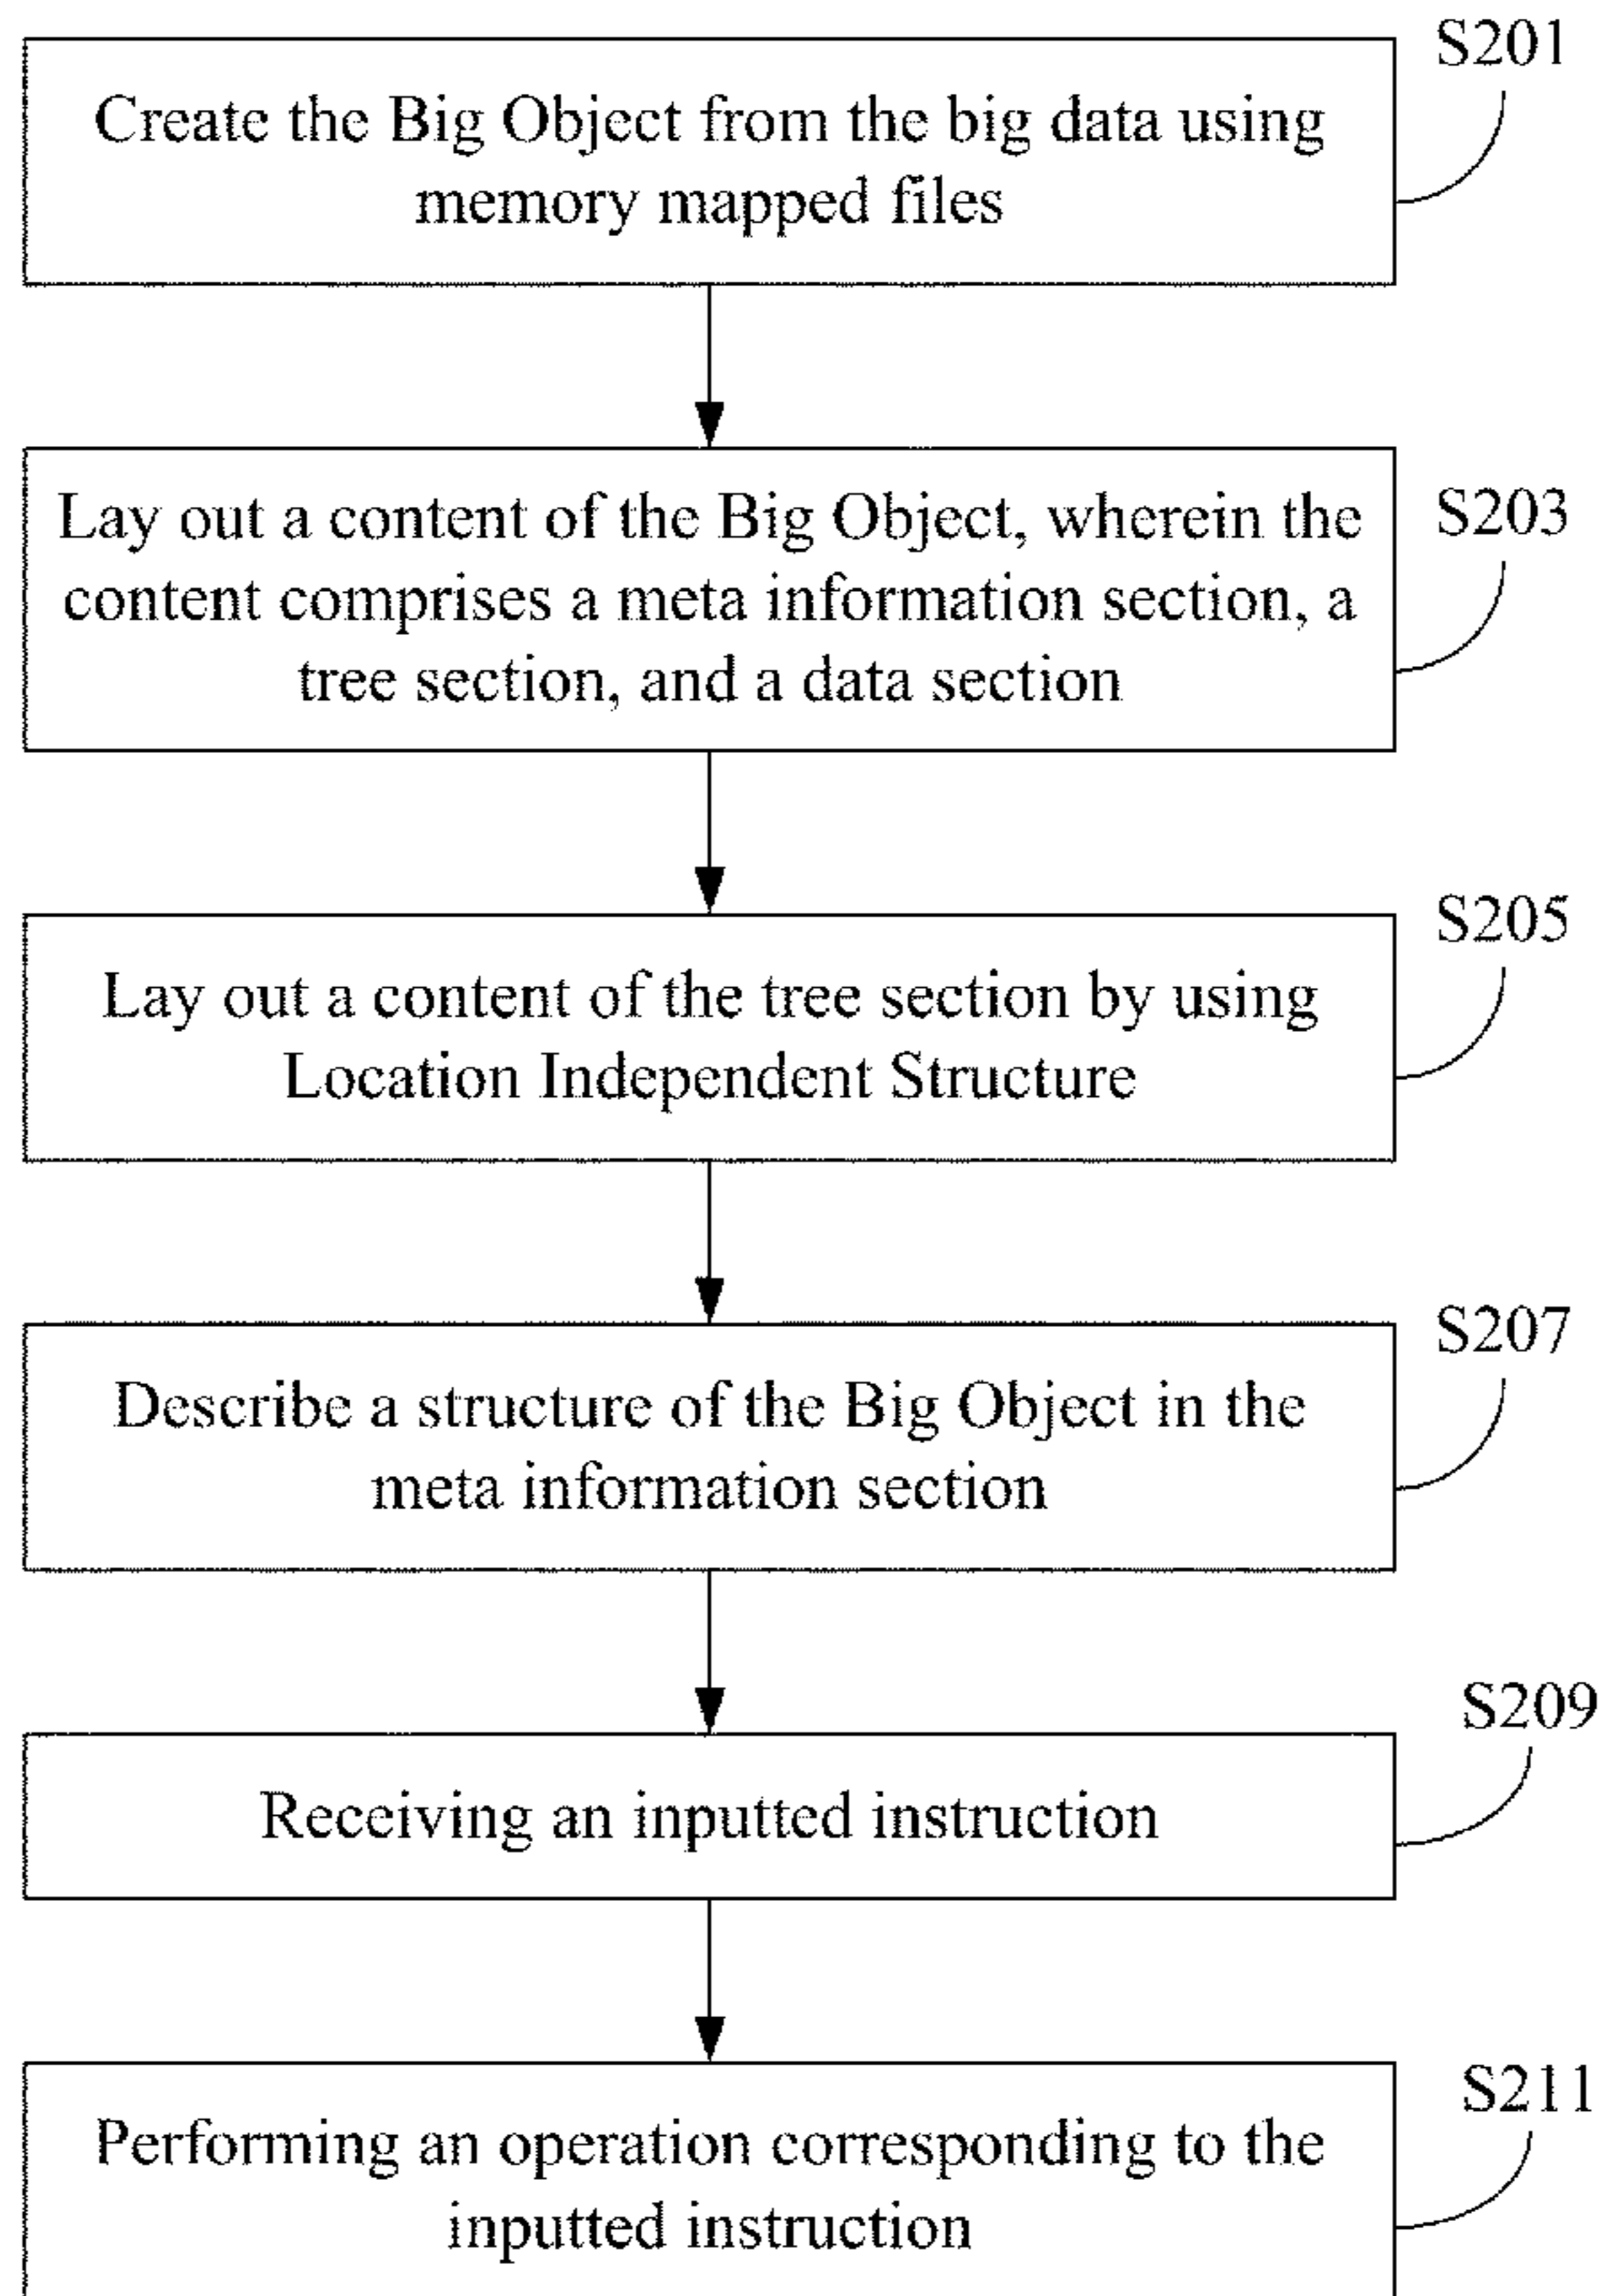 S201
Create the Big Object from the big data using
memory mapped files
Lay out a content of the Big Object, wherein the
content comprises a meta information section, a
tree section, and a data section
S203
Lay out a content of the tree section by using
Location Independent Structure
S205
Describe a structure of the Big Object in the
meta information section
S207
Receiving an inputted instruction
S209
Performing an operation corresponding to the
inputted instruction
S211